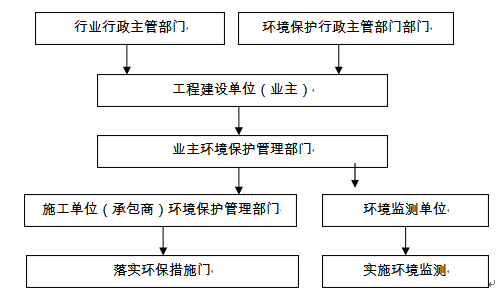 行业行政主管部门
环境保护行政主管部门部门
工程建设单位（业主）
业主环境保护管理部门
施工单位（承包商）环境保护管理部门
环境监测单位
落实环保措施门
实施环境监测